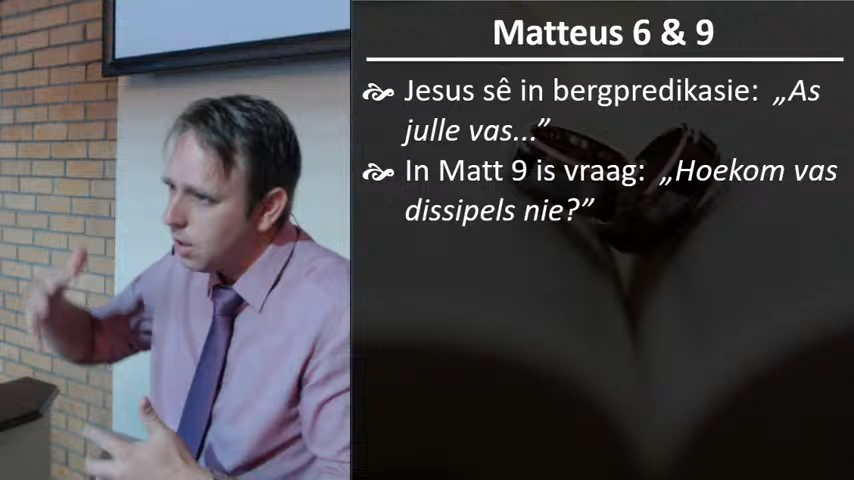 Matteus 6 & 9
Jesus sê in bergpredikasie: „As
julle vas...”
In Matt 9 is vraag: „Hoekom vas
dissipels nie?”